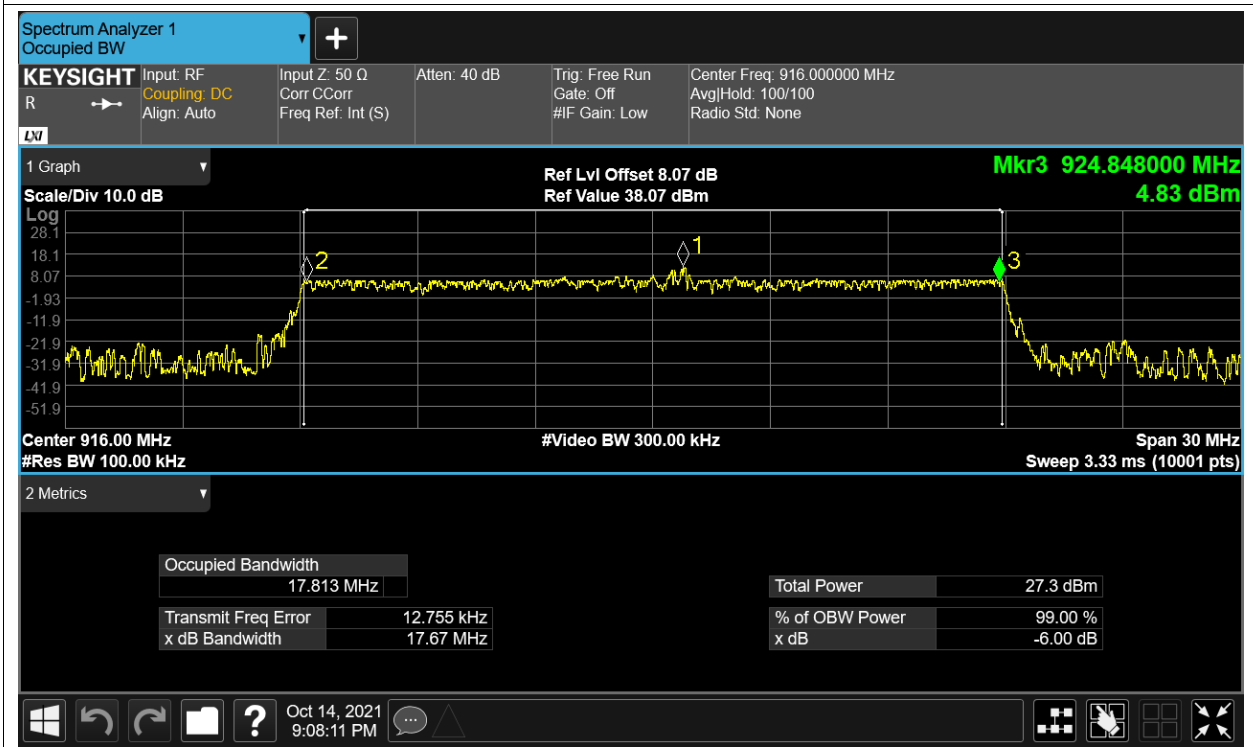 Spectrum Analyzer 1
Occupied BW
KEYSIGHT
R
LXI
Input: RF
Coupling: DC
Align: Auto
Input Z: 50 Ω
Corr CCorr
Freq Ref: Int (S)
Atten: 40 dB
Trig: Free Run
Gate: Off
#IF Gain: Low
Center Freq: 916.000000 MHz
Avg|Hold: 100/100
Radio Std: None
1 Graph
Scale/Div 10.0 dB
Ref Lvl Offset 8.07 dB
Ref Value 38.07 dBm
Mkr3 924.848000 MHz
4.83 dBm
Log
28.1
18.1
8.07
-1.93
-11.9
-21.9
-31.9
-41.9
-51.9
2
1
3
Center 916.00 MHz
#Res BW 100.00 kHz
#Video BW 300.00 kHz
Span 30 MHz
Sweep 3.33 ms (10001 pts)
2 Metrics
Occupied Bandwidth
17.813 MHz
Transmit Freq Error 12.755 kHz
x dB Bandwidth 17.67 MHz
Total Power 27.3 dBm
% of OBW Power 99.00 %
x dB -6.00 dB
?
Oct 14, 2021
9:08:11 PM